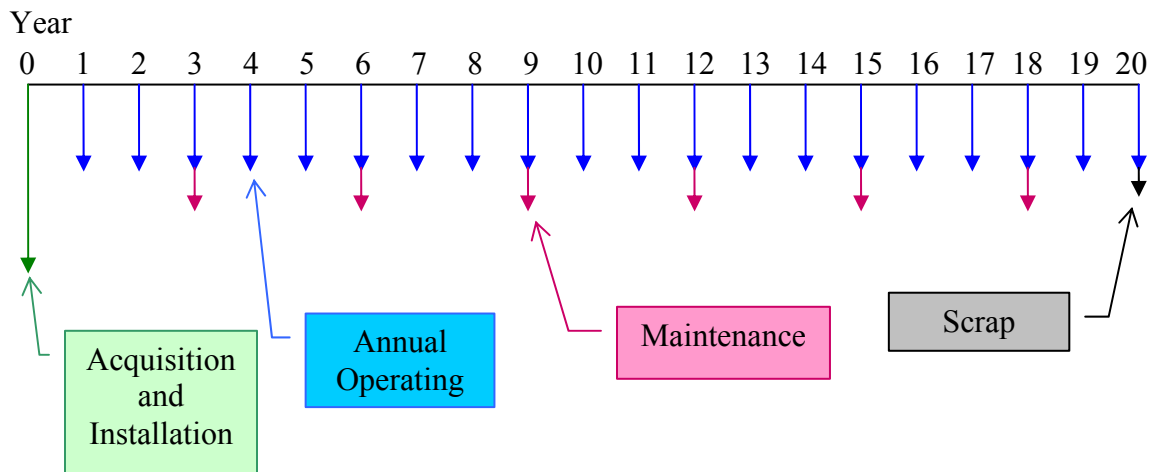 Year
0 1 2 3 4 5 6 7 8 9 10 11 12 13 14 15 16 17 18 19 20
Acquisition
and
Installation
Annual
Operating
Maintenance
Scrap